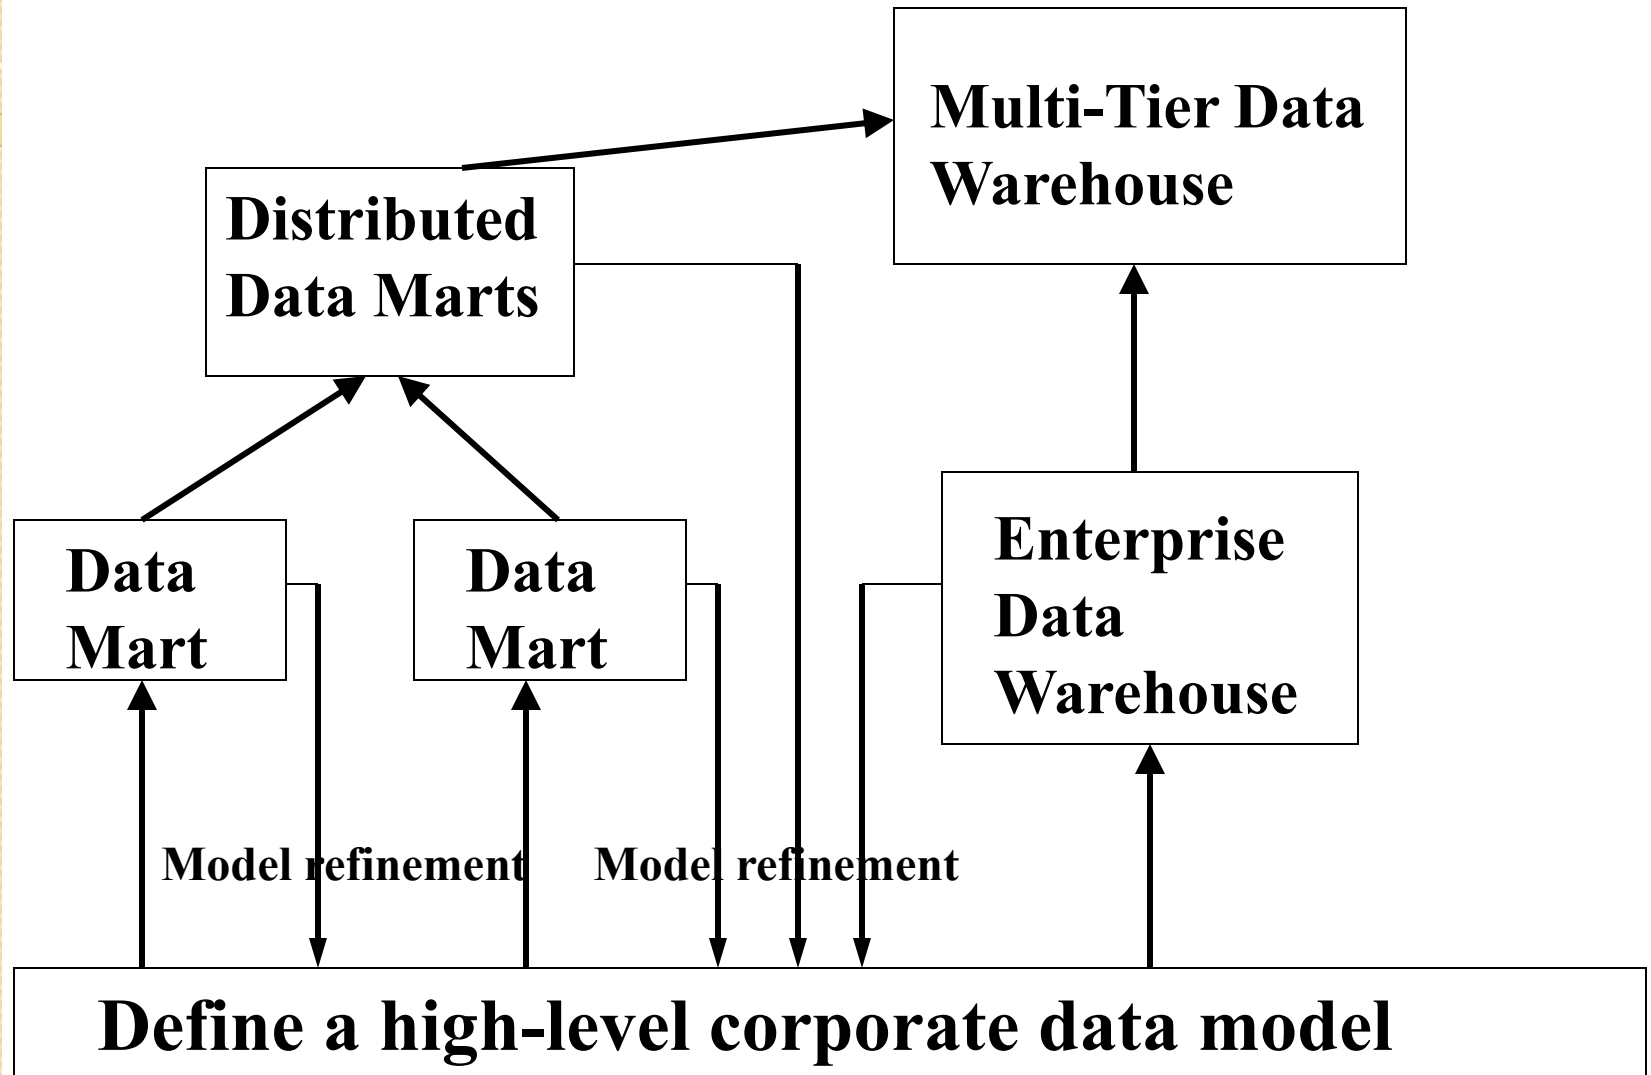 Multi-Tier Data
Warehouse
Distributed
Data Marts
Data
Mart
Data
Mart
Enterprise
Data
Warehouse
Model refinement
Model refinement
Define a high-level corporate data model